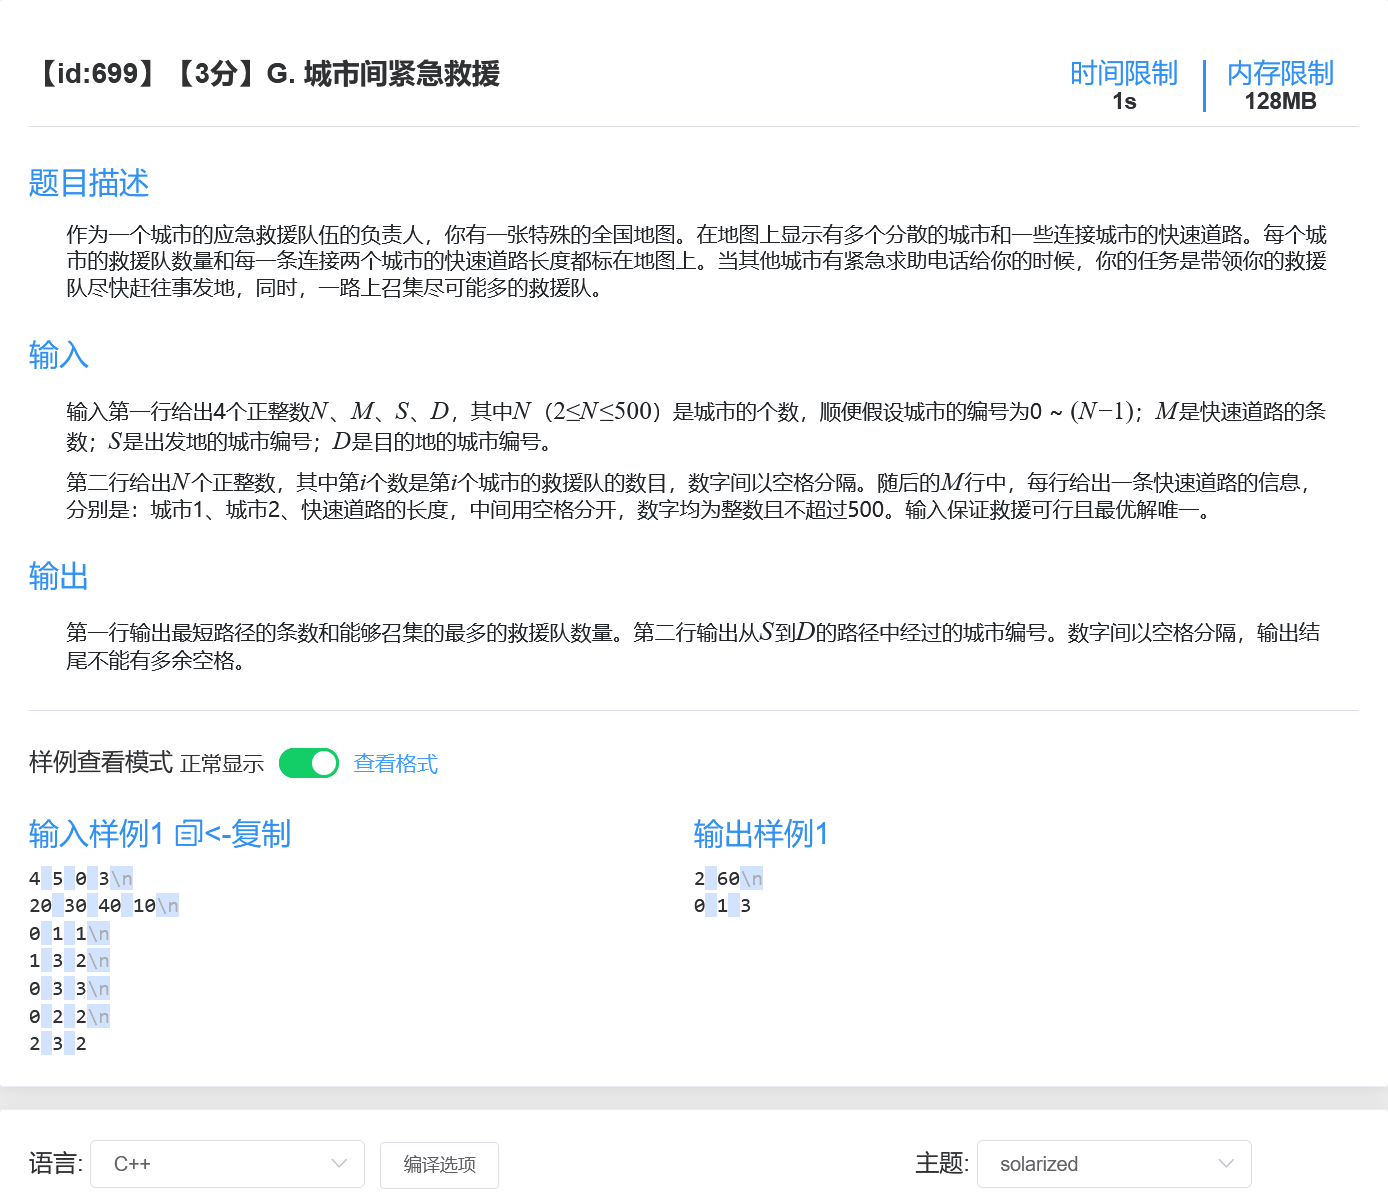 【id:699】【3分】G. 城市间紧急救援
时间限制
1s
内存限制
128MB
题目描述
作为一个城市的应急救援队伍的负责人，你有一张特殊的全国地图。在地图上显示有多个分散的城市和一些连接城市的快速道路。每个城
市的救援队数量和每一条连接两个城市的快速道路长度都标在地图上。当其他城市有紧急求助电话给你的时候，你的任务是带领你的救援
队尽快赶往事发地，同时，一路上召集尽可能多的救援队。
输入
输入第一行给出4个正整数N、M、S、D，其中N（2≤N≤500）是城市的个数，顺便假设城市的编号为0 ~ (N−1)；M是快速道路的条
数；S是出发地的城市编号；D是目的地的城市编号。
第二行给出N个正整数，其中第i个数是第i个城市的救援队的数目，数字间以空格分隔。随后的M行中，每行给出一条快速道路的信息，
分别是：城市1、城市2、快速道路的长度，中间用空格分开，数字均为整数且不超过500。输入保证救援可行且最优解唯一。
输出
第一行输出最短路径的条数和能够召集的最多的救援队数量。第二行输出从S到D的路径中经过的城市编号。数字间以空格分隔，输出结
尾不能有多余空格。
样例查看模式 正常显示 查看格式
输入样例1 <-复制
4 5 0 3\n
20 30 40 10\n
0 1 1\n
1 3 2\n
0 3 3\n
0 2 2\n
2 3 2
输出样例1
2 60\n
0 1 3
语言: C++ 编译选项
主题: solarized